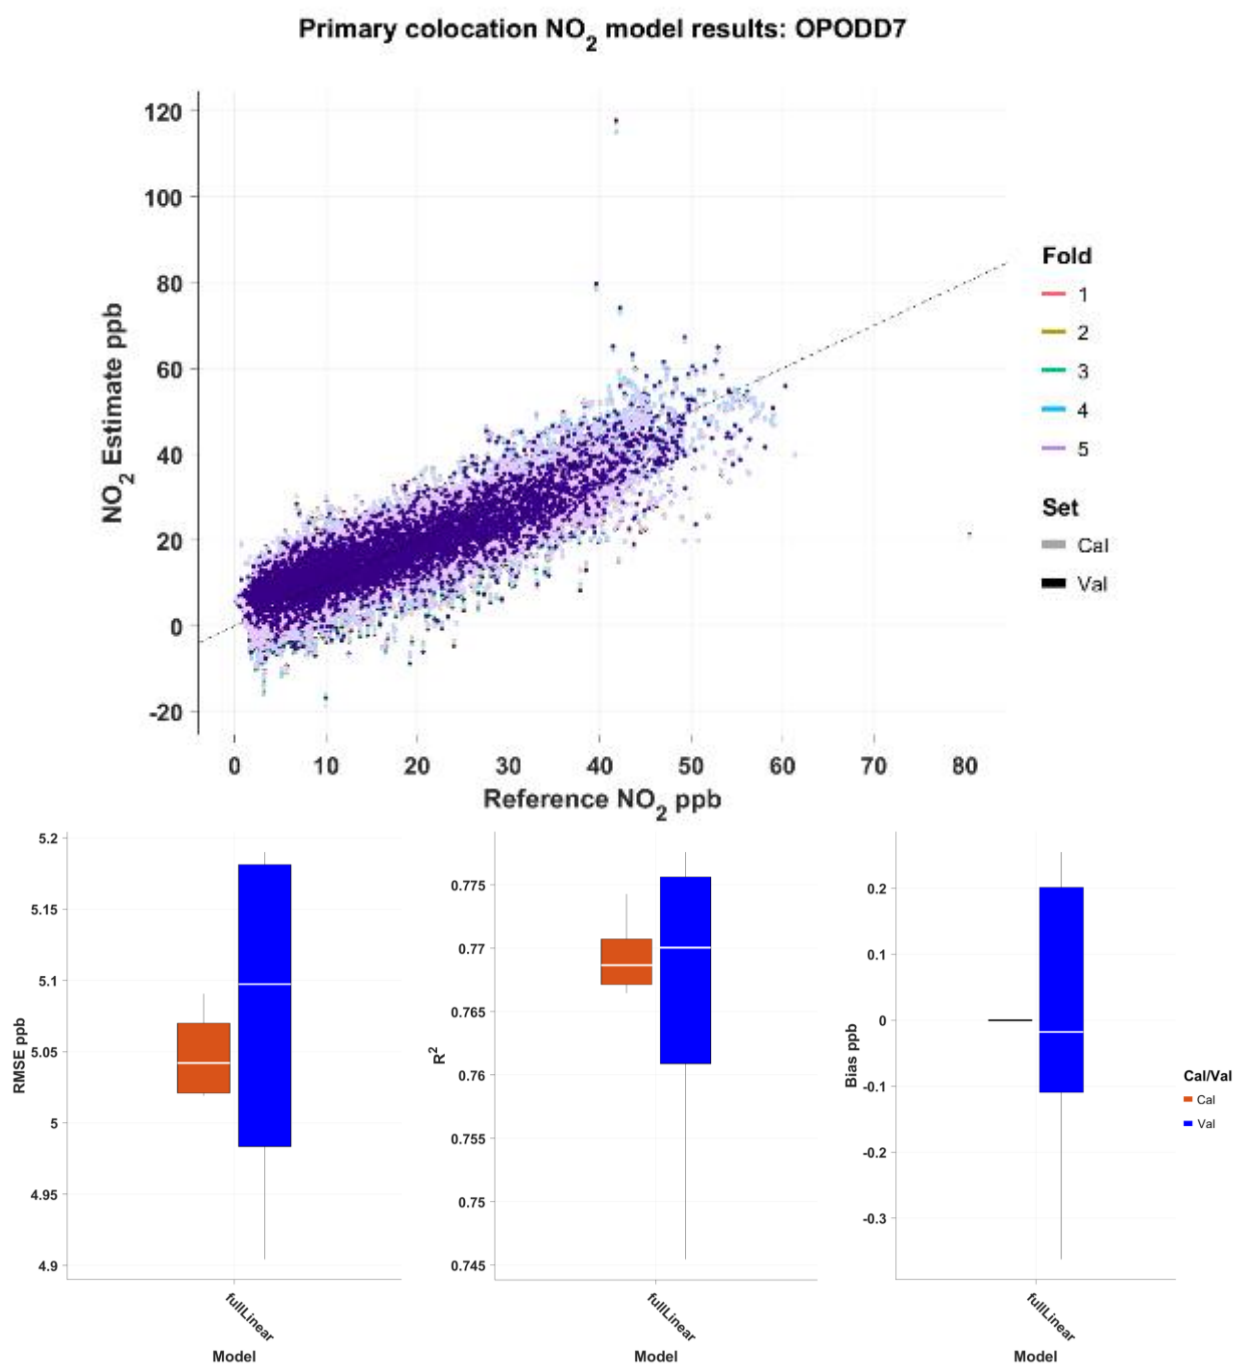 Primary colocation NO2 model results: OPODD7
120
100
80
60
40
20
0
-20
NO2 Estimate ppb
0 10 20 30 40 50 60 70 80
Reference NO2 ppb
Fold
1
2
3
4
5
Set
Cal
Val
5.2
5.15
5.1
5.05
5
4.95
4.9
RMSE ppb
fullLinear
Model
0.775
0.77
0.765
0.76
0.755
0.75
0.745
R2
fullLinear
Model
0.2
0.1
0
-0.1
-0.2
-0.3
Bias ppb
fullLinear
Model
Cal/Val
Cal
Val